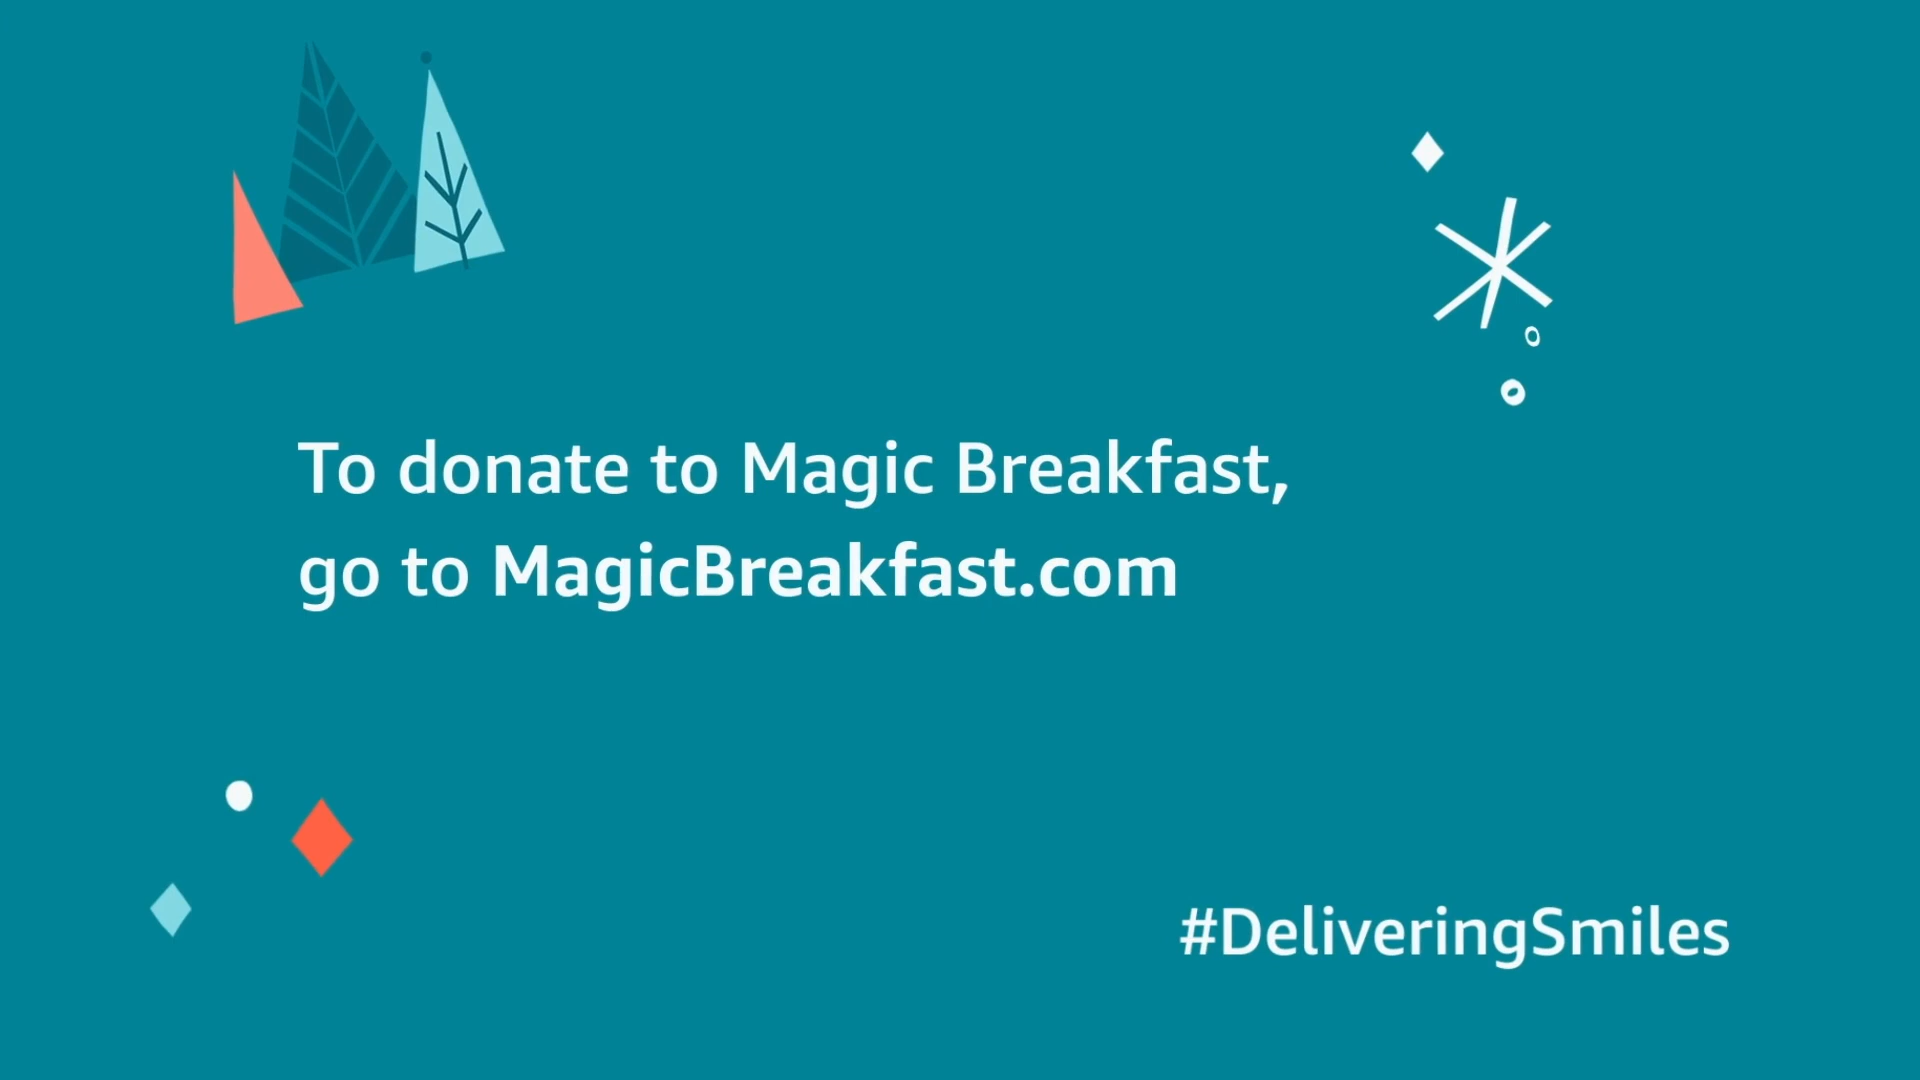 To donate to Magic Breakfast,
go to MagicBreakfast.com
#DeliveringSmiles